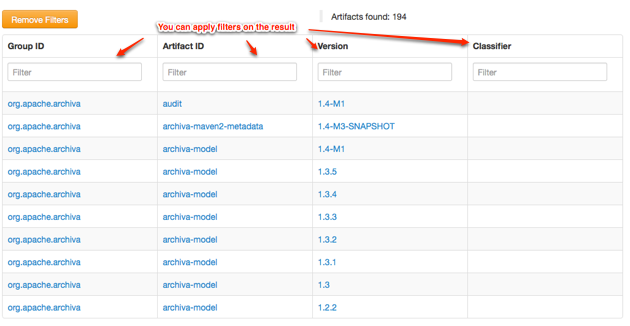 Remove Filters
You can apply filters on the result
Artifacts found: 194
Group ID Artifact ID Version Classifier
Filter Filter Filter Filter
org.apache.archiva audit 1.4-M1
org.apache.archiva archiva-maven2-metadata 1.4-M3-SNAPSHOT
org.apache.archiva archiva-model 1.4-M1
org.apache.archiva archiva-model 1.3.5
org.apache.archiva archiva-model 1.3.4
org.apache.archiva archiva-model 1.3.3
org.apache.archiva archiva-model 1.3.2
org.apache.archiva archiva-model 1.3.1
org.apache.archiva archiva-model 1.3
org.apache.archiva archiva-model 1.2.2